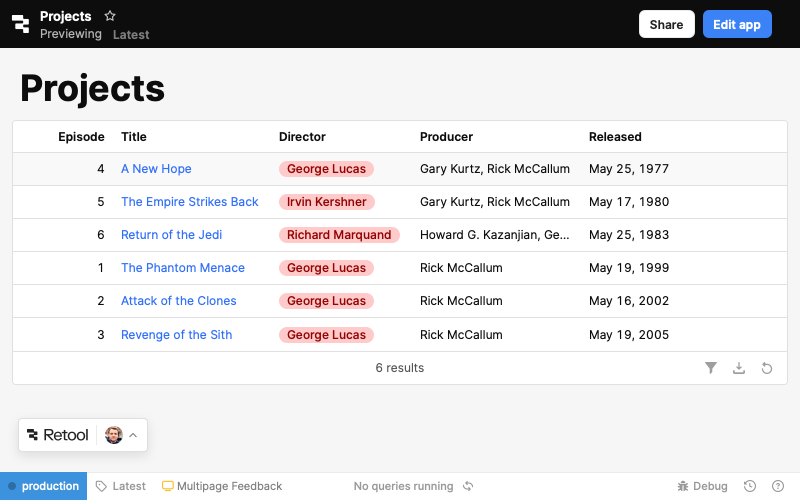 Projects
Previewing Latest
Share Edit app
Projects
Episode Title Director Producer Released
4 A New Hope George Lucas Gary Kurtz, Rick McCallum May 25, 1977
5 The Empire Strikes Back Irvin Kershner Gary Kurtz, Rick McCallum May 17, 1980
6 Return of the Jedi Richard Marquand Howard G. Kazanjian, Ge... May 25, 1983
1 The Phantom Menace George Lucas Rick McCallum May 19, 1999
2 Attack of the Clones George Lucas Rick McCallum May 16, 2002
3 Revenge of the Sith George Lucas Rick McCallum May 19, 2005
6 results
Retool
production Latest Multipage Feedback No queries running Debug